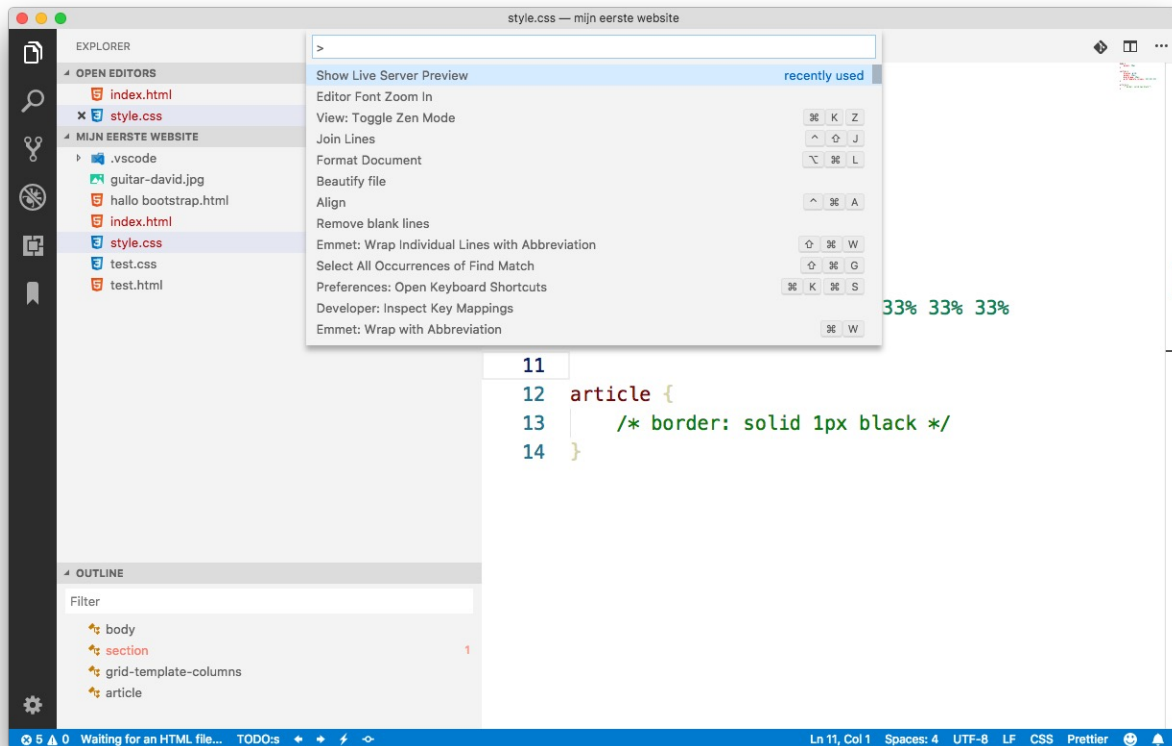 style.css — mijn eerste website
EXPLORER
OPEN EDITORS
index.html
style.css
MIJN EERSTE WEBSITE
.vscode
guitar-david.jpg
hallo bootstrap.html
index.html
style.css
test.css
test.html
>
Show Live Server Preview recently used
Editor Font Zoom In
View: Toggle Zen Mode ⌘ K Z
Join Lines ^ ⇧ J
Format Document ⌥ ⌘ L
Beautify file
Align ^ ⌘ A
Remove blank lines
Emmet: Wrap Individual Lines with Abbreviation ⇧ ⌘ W
Select All Occurrences of Find Match ⇧ ⌘ G
Preferences: Open Keyboard Shortcuts ⌘ K ⌘ S
Developer: Inspect Key Mappings
Emmet: Wrap with Abbreviation ⌘ W
33% 33% 33%
11
12 article {
13 /* border: solid 1px black */
14 }
OUTLINE
Filter
body
section 1
grid-template-columns
article
5 0 Waiting for an HTML file... TODO:s Ln 11, Col 1 Spaces: 4 UTF-8 LF CSS Prettier